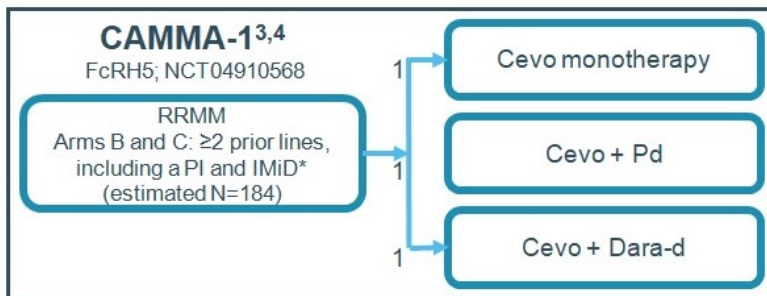 CAMMA-1³,⁴
FcRH5; NCT04910568
RRMM
Arms B and C: ≥2 prior lines,
including a PI and IMiD*
(estimated N=184)
1
Cevo monotherapy
1
Cevo + Pd
1
Cevo + Dara-d